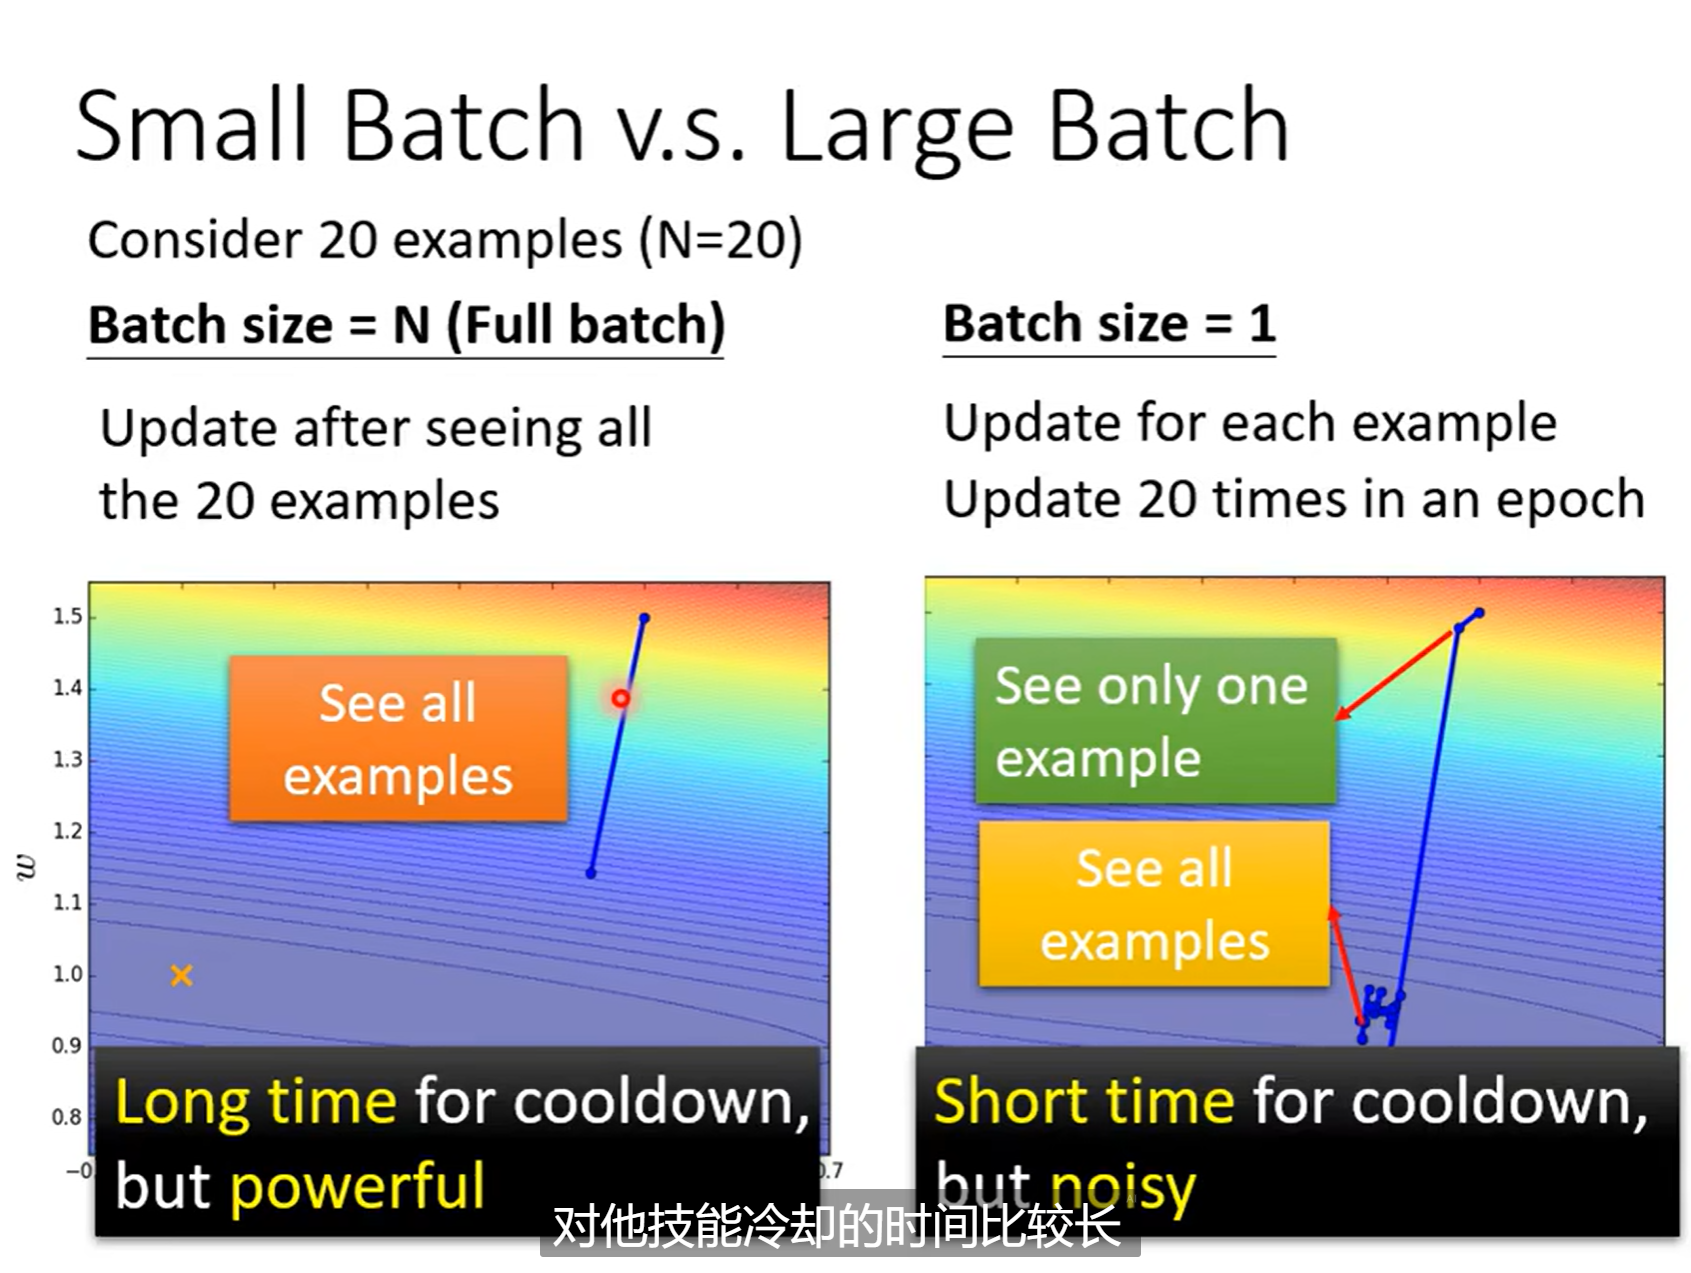 Small Batch v.s. Large Batch
Consider 20 examples (N=20)
Batch size = N (Full batch)
Update after seeing all
the 20 examples
Batch size = 1
Update for each example
Update 20 times in an epoch
1.5
1.4
1.3
1.2
1.1
1.0
0.9
0.8
w
See all
examples
See only one
example
See all
examples
Long time for cooldown,
but powerful
Short time for cooldown,
but noisy
对他技能冷却的时间比较长